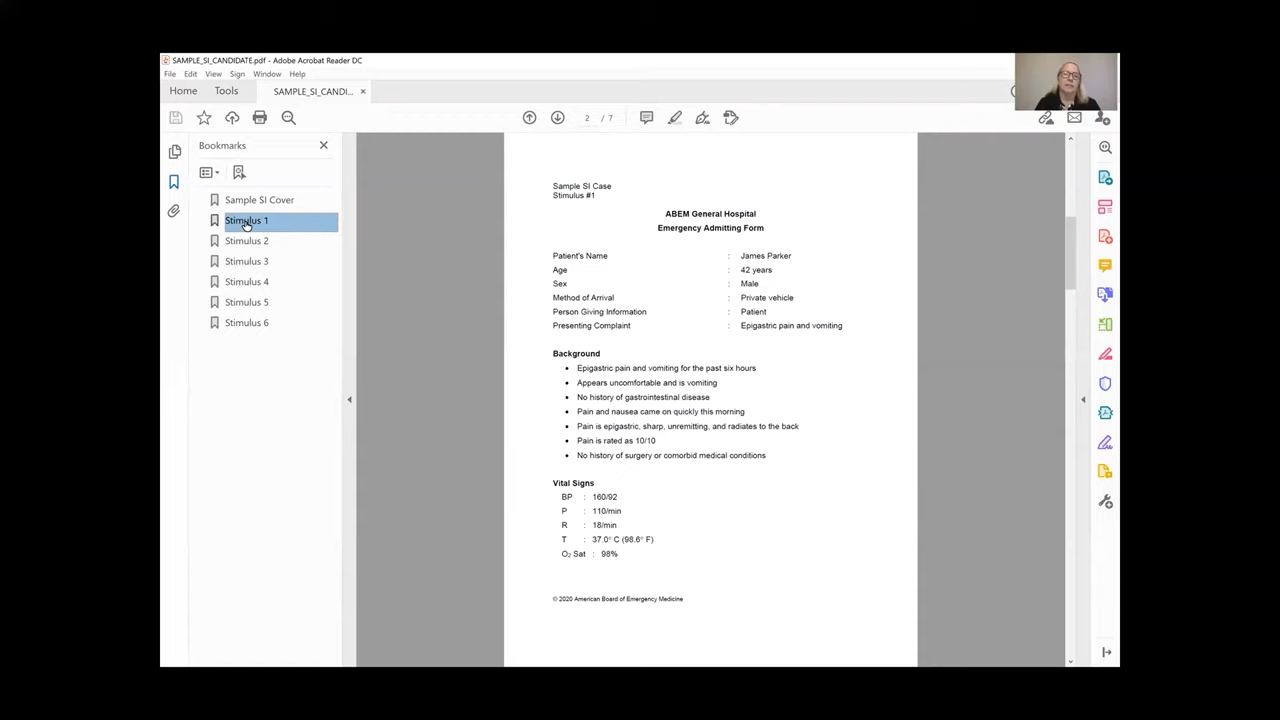 SAMPLE_SI_CANDIDATE.pdf - Adobe Acrobat Reader DC
File Edit View Sign Window Help
Home Tools SAMPLE_SI_CANDI... ×
2 / 7
Bookmarks ×
Sample SI Cover
Stimulus 1
Stimulus 2
Stimulus 3
Stimulus 4
Stimulus 5
Stimulus 6
Sample SI Case
Stimulus #1
ABEM General Hospital
Emergency Admitting Form
Patient's Name : James Parker
Age : 42 years
Sex : Male
Method of Arrival : Private vehicle
Person Giving Information : Patient
Presenting Complaint : Epigastric pain and vomiting
Background
• Epigastric pain and vomiting for the past six hours
• Appears uncomfortable and is vomiting
• No history of gastrointestinal disease
• Pain and nausea came on quickly this morning
• Pain is epigastric, sharp, unremitting, and radiates to the back
• Pain is rated as 10/10
• No history of surgery or comorbid medical conditions
Vital Signs
BP : 160/92
P : 110/min
R : 18/min
T : 37.0° C (98.6° F)
O₂ Sat : 98%
© 2020 American Board of Emergency Medicine